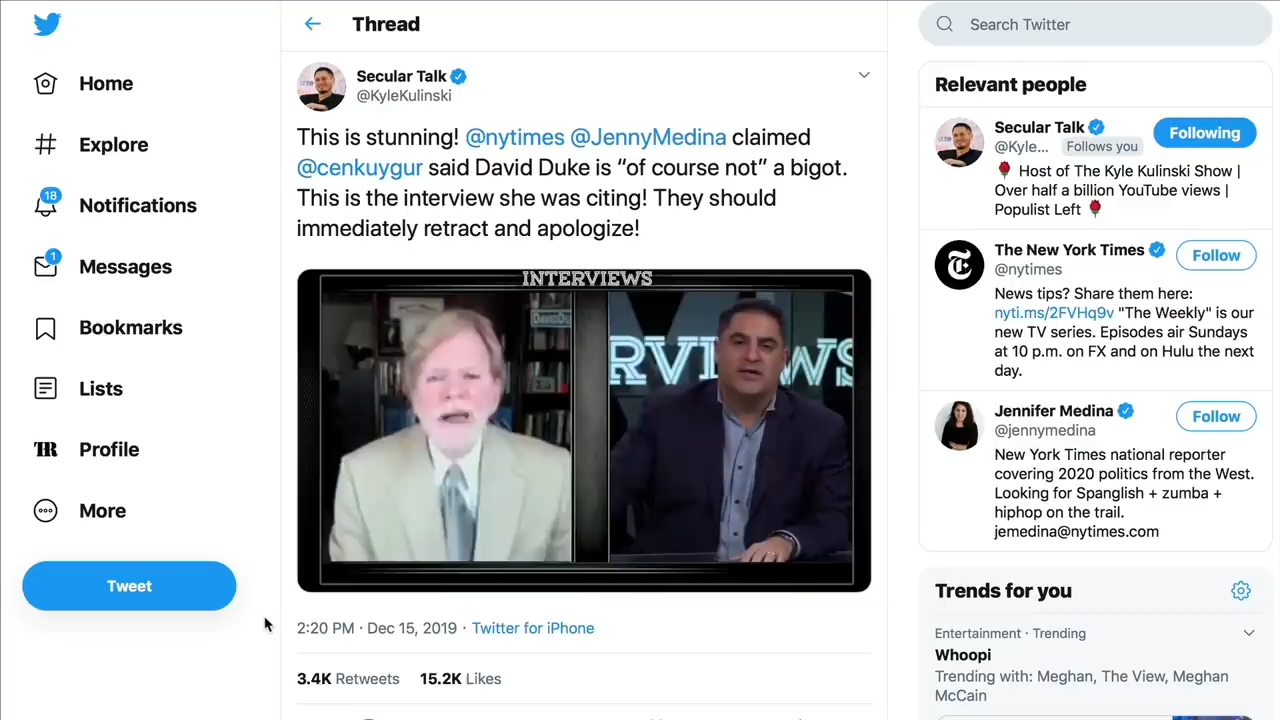 Thread
Search Twitter
Home
Explore
18
Notifications
1
Messages
Bookmarks
Lists
Profile
More
Tweet
Secular Talk
@KyleKulinski
This is stunning! @nytimes @JennyMedina claimed
@cenkuygur said David Duke is “of course not” a bigot.
This is the interview she was citing! They should
immediately retract and apologize!
INTERVIEWS
DavidDu
RVI WS
2:20 PM · Dec 15, 2019 · Twitter for iPhone
3.4K Retweets 15.2K Likes
Relevant people
Secular Talk
Following
@Kyle... Follows you
Host of The Kyle Kulinski Show |
Over half a billion YouTube views |
Populist Left
The New York Times
Follow
@nytimes
News tips? Share them here:
nyti.ms/2FVHq9v "The Weekly" is our
new TV series. Episodes air Sundays
at 10 p.m. on FX and on Hulu the next
day.
Jennifer Medina
Follow
@jennymedina
New York Times national reporter
covering 2020 politics from the West.
Looking for Spanglish + zumba +
hiphop on the trail.
jemedina@nytimes.com
Trends for you
Entertainment · Trending
Whoopi
Trending with: Meghan, The View, Meghan
McCain